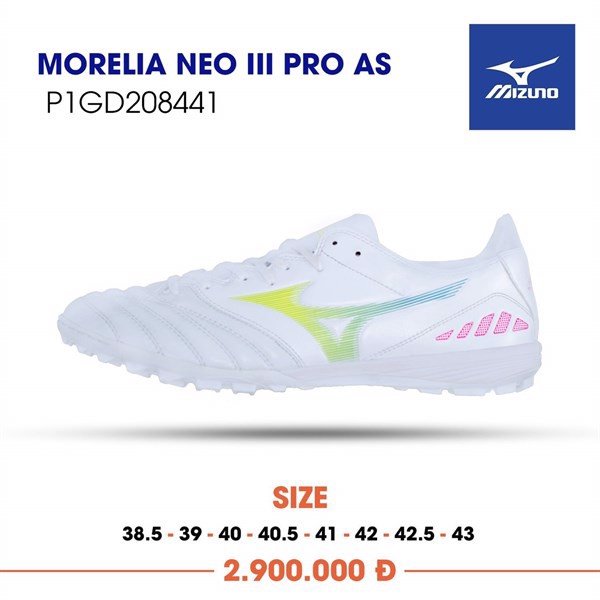 MORELIA NEO III PRO AS
P1GD208441
MIZUNO
SIZE
38.5 - 39 - 40 - 40.5 - 41 - 42 - 42.5 - 43
2.900.000 Đ